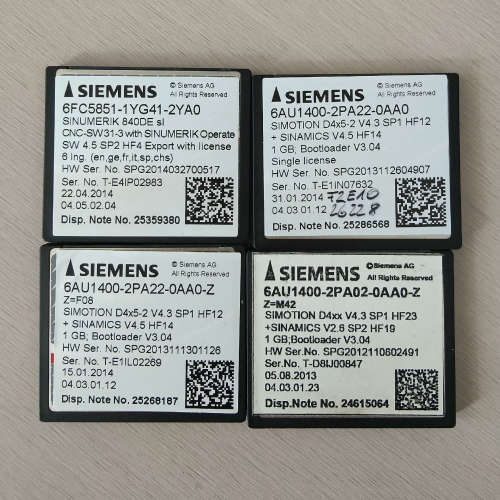 SIEMENS © Siemens AG
All Rights Reserved
6FC5851-1YG41-2YA0
SINUMERIK 840DE sl
CNC-SW 31-3 with SINUMERIK Operate
SW 4.5 SP2 HF4 Export with license
6 lng. (en,ge,fr,it,sp,chs)
HW Serno. SPG2014032700517
Ser. No. T-E4IP02983
22.04.2014
04.05.02.04
Disp. Note No. 25359380
SIEMENS © Siemens AG
All Rights Reserved
6AU1400-2PA22-0AA0
SIMOTION D4x5-2 V4.3 SP1 HF12
+ SINAMICS V4.5 HF14
1 GB; Bootloader V3.04
Single license
HW Serno. SPG2013112604907
Ser. No. T-E1IN07632
31.01.2014 72E10
04.03.01.12 26228
Disp. Note No. 25286568
SIEMENS © Siemens AG
All Rights Reserved
6AU1400-2PA22-0AA0-Z
Z=F08
SIMOTION D4x5-2 V4.3 SP1 HF12
+ SINAMICS V4.5 HF14
1 GB; Bootloader V3.04
HW Serno. SPG2013111301126
Ser. No. T-E1IL02269
15.01.2014
04.03.01.12
Disp. Note No. 25268187
SIEMENS © Siemens AG
All Rights Reserved
6AU1400-2PA02-0AA0-Z
Z=M42
SIMOTION D4xx V4.3 SP1 HF23
+SINAMICS V2.6 SP2 HF19
1 GB;Bootloader V3.04
HW Serno.SPG2012110802491
Ser.No. T-D8IJ00847
05.08.2013
04.03.01.23
Disp.Note No. 24615064